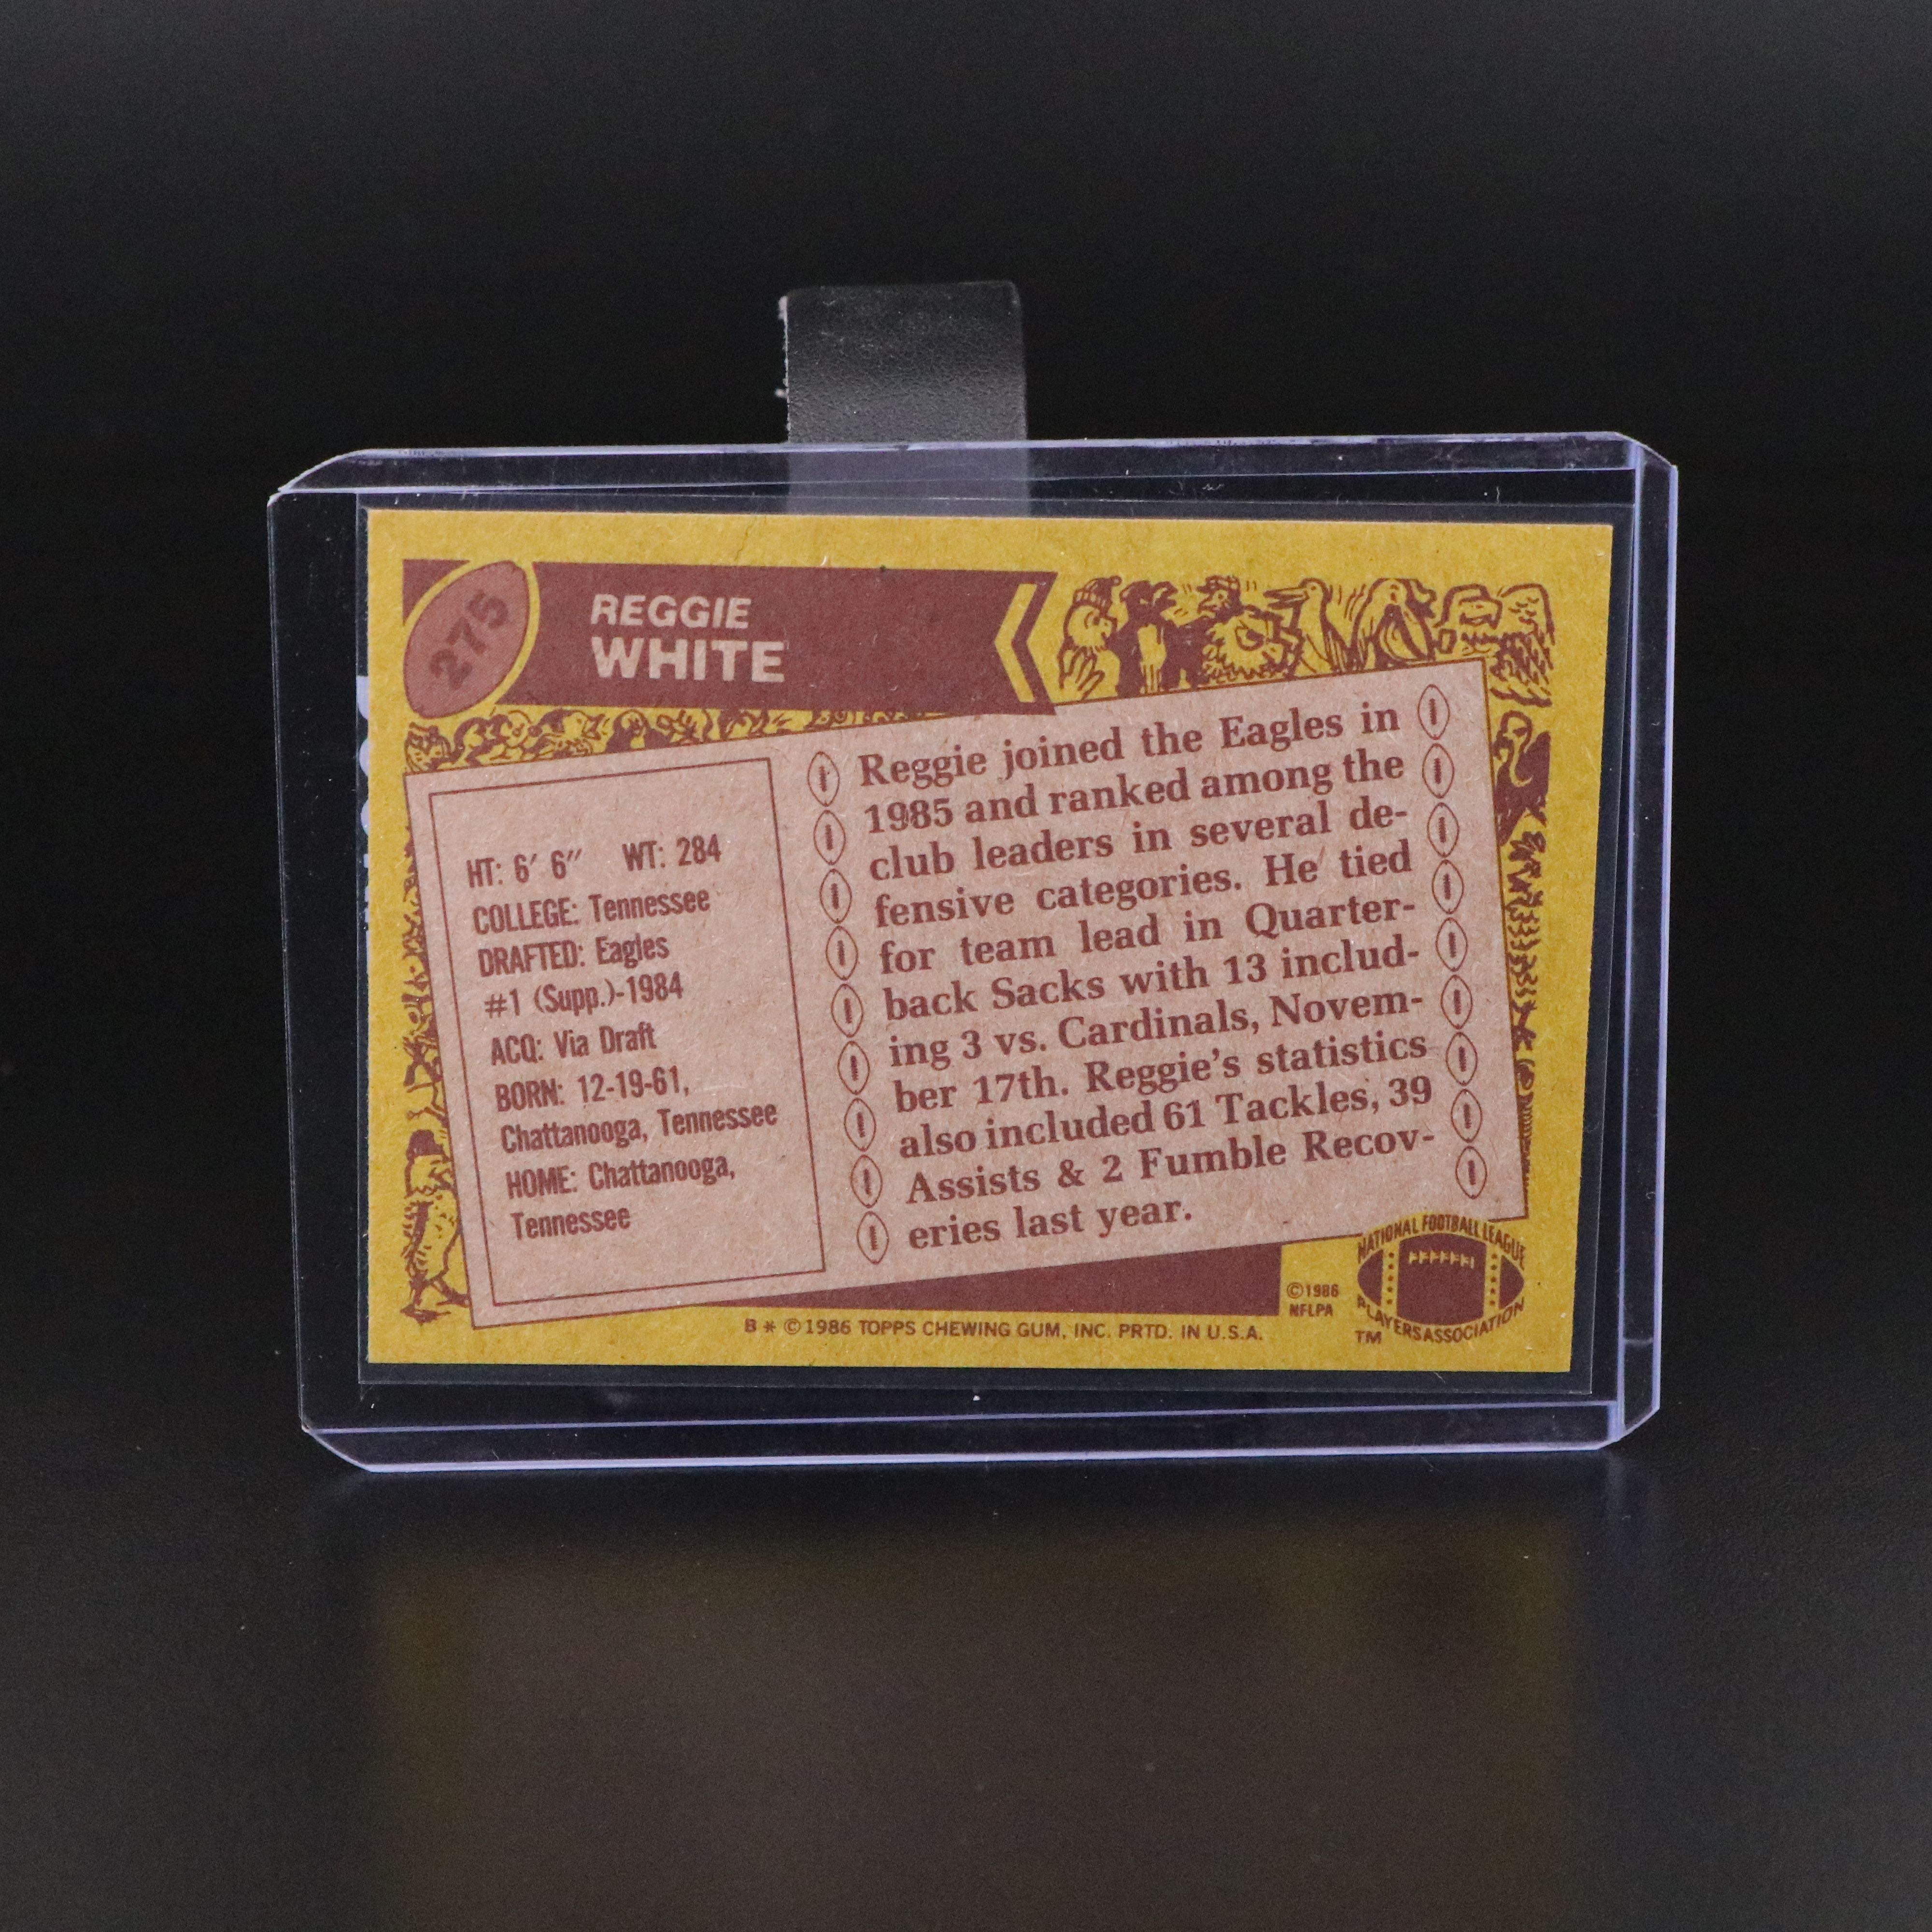 275
REGGIE
WHITE
HT: 6′ 6″ WT: 284
COLLEGE: Tennessee
DRAFTED: Eagles
#1 (Supp.)-1984
ACQ: Via Draft
BORN: 12-19-61,
Chattanooga, Tennessee
HOME: Chattanooga,
Tennessee
Reggie joined the Eagles in
1985 and ranked among the
club leaders in several de-
fensive categories. He tied
for team lead in Quarter-
back Sacks with 13 includ-
ing 3 vs. Cardinals, Novem-
ber 17th. Reggie's statistics
also included 61 Tackles, 39
Assists & 2 Fumble Recov-
eries last year.
©1986
NFLPA
NATIONAL FOOTBALL LEAGUE
PLAYERS ASSOCIATION
TM
B * ©1986 TOPPS CHEWING GUM, INC. PRTD. IN U.S.A.